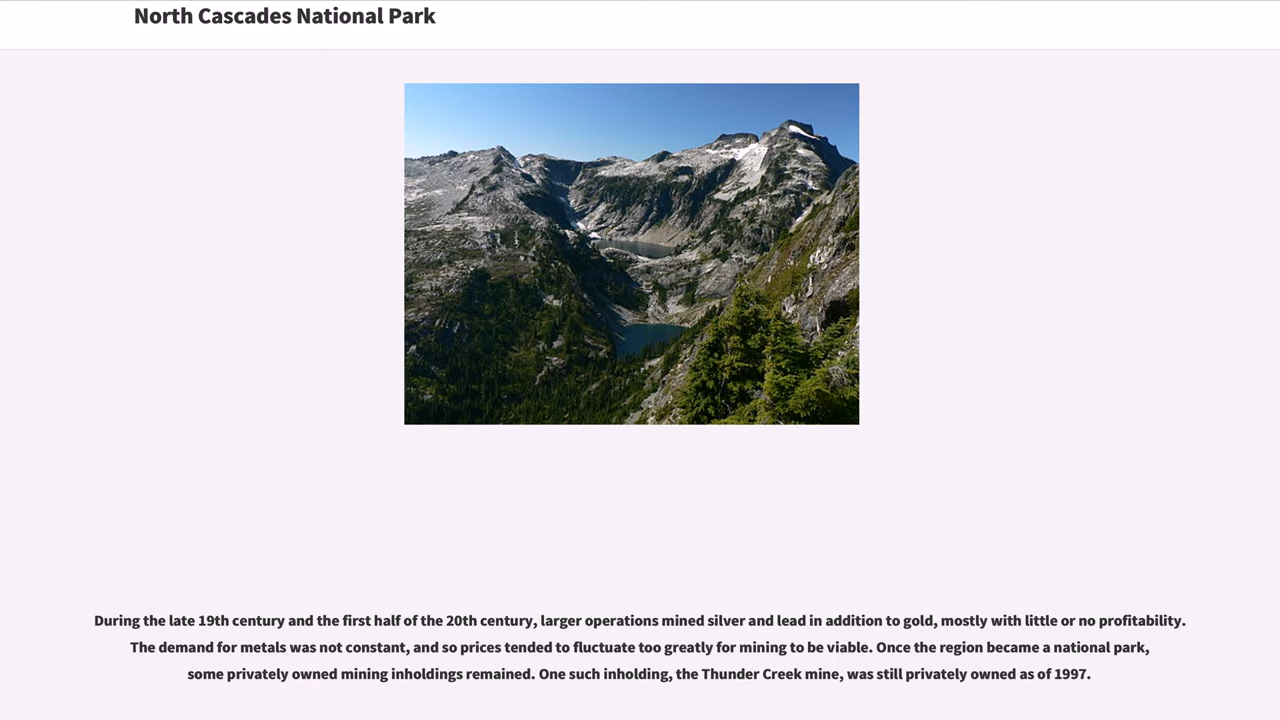 North Cascades National Park
During the late 19th century and the first half of the 20th century, larger operations mined silver and lead in addition to gold, mostly with little or no profitability.
The demand for metals was not constant, and so prices tended to fluctuate too greatly for mining to be viable. Once the region became a national park,
some privately owned mining inholdings remained. One such inholding, the Thunder Creek mine, was still privately owned as of 1997.